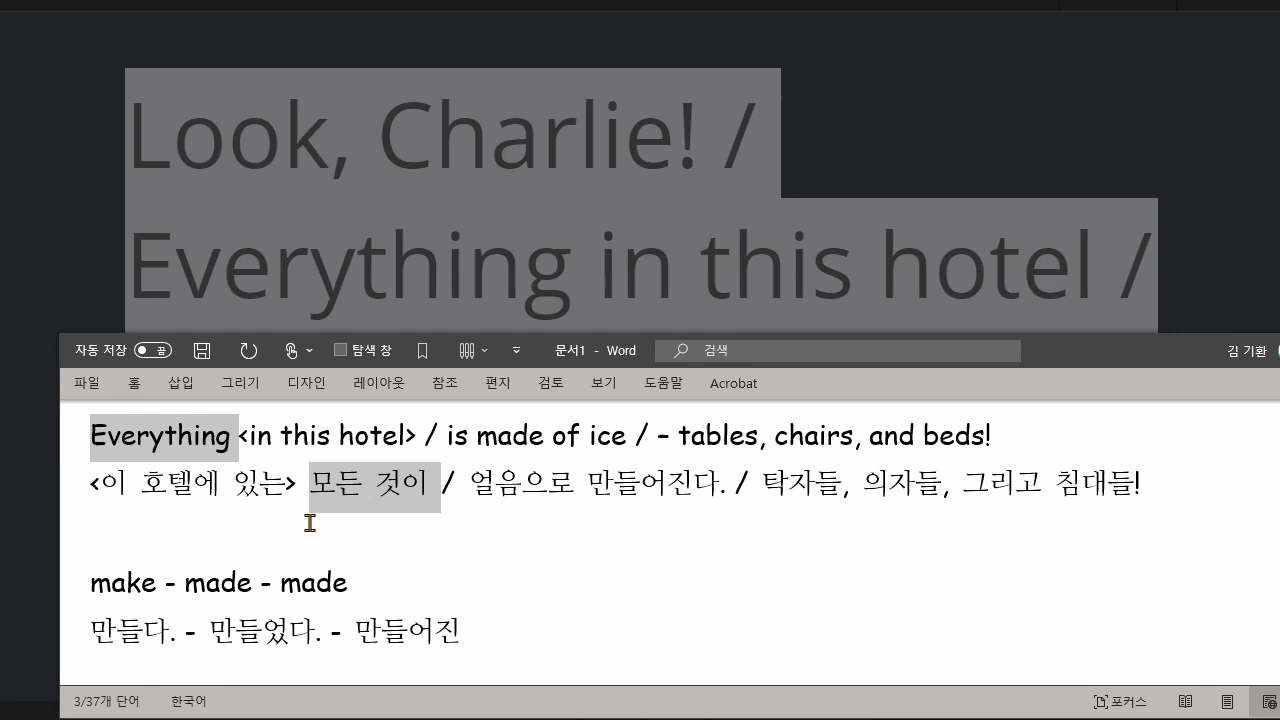 Look, Charlie! /
Everything in this hotel /
자동 저장 끔 탐색 창 문서1 - Word 검색 김 기환
파일 홈 삽입 그리기 디자인 레이아웃 참조 편지 검토 보기 도움말 Acrobat
Everything <in this hotel> / is made of ice / – tables, chairs, and beds!
<이 호텔에 있는> 모든 것이 / 얼음으로 만들어진다. / 탁자들, 의자들, 그리고 침대들!
make - made - made
만들다. - 만들었다. - 만들어진
3/37개 단어 한국어 포커스